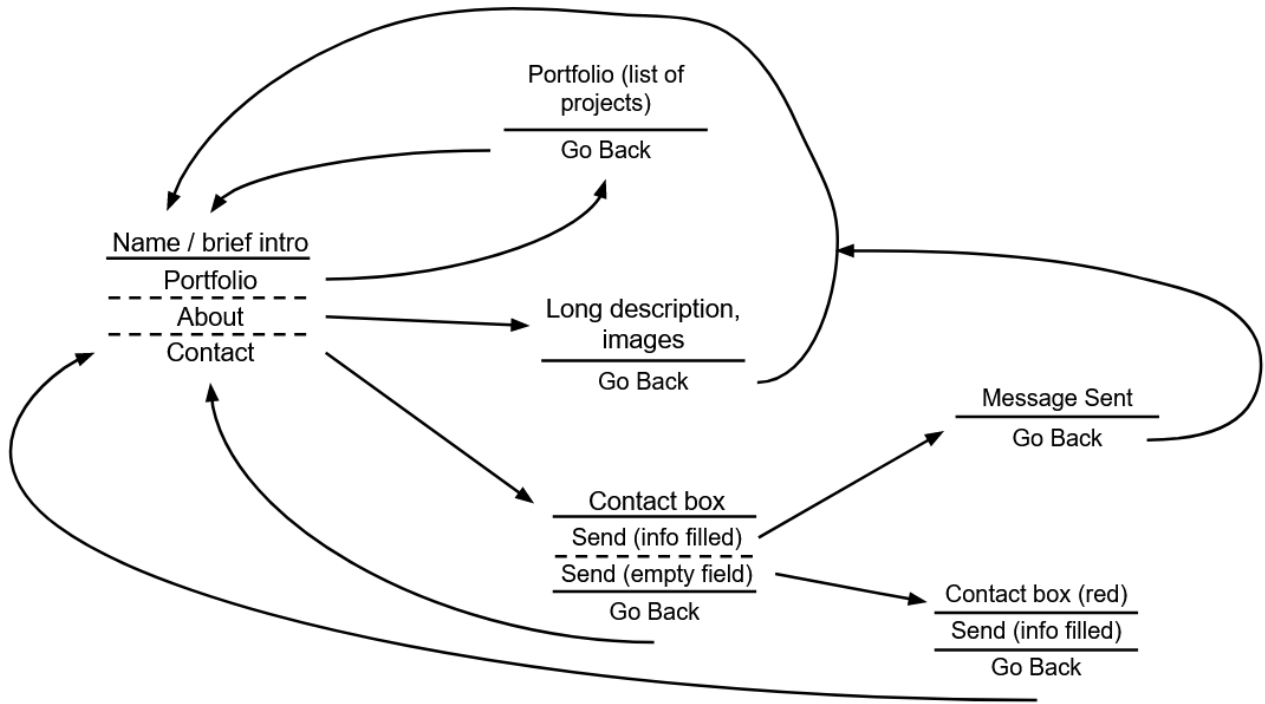 Portfolio (list of
projects)
Go Back
Name / brief intro
Portfolio
About
Contact
Long description,
images
Go Back
Message Sent
Go Back
Contact box
Send (info filled)
Send (empty field)
Go Back
Contact box (red)
Send (info filled)
Go Back